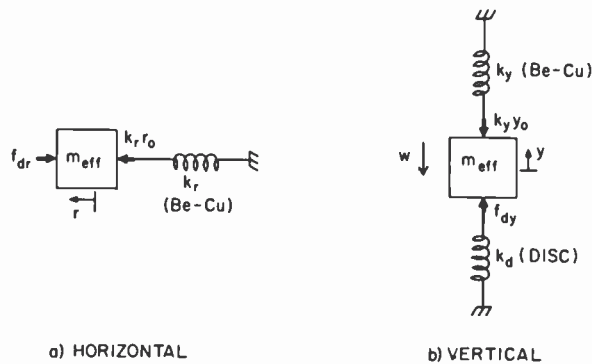 f_dr
m_eff
k_r r_o
k_r
(Be-Cu)
r
a) HORIZONTAL
k_y (Be-Cu)
k_y y_o
w
m_eff
y
f_dy
k_d (DISC)
b) VERTICAL